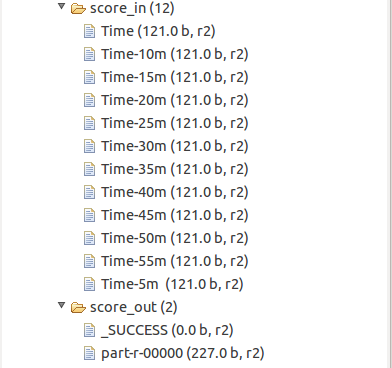 score_in (12)
Time (121.0 b, r2)
Time-10m (121.0 b, r2)
Time-15m (121.0 b, r2)
Time-20m (121.0 b, r2)
Time-25m (121.0 b, r2)
Time-30m (121.0 b, r2)
Time-35m (121.0 b, r2)
Time-40m (121.0 b, r2)
Time-45m (121.0 b, r2)
Time-50m (121.0 b, r2)
Time-55m (121.0 b, r2)
Time-5m (121.0 b, r2)
score_out (2)
_SUCCESS (0.0 b, r2)
part-r-00000 (227.0 b, r2)